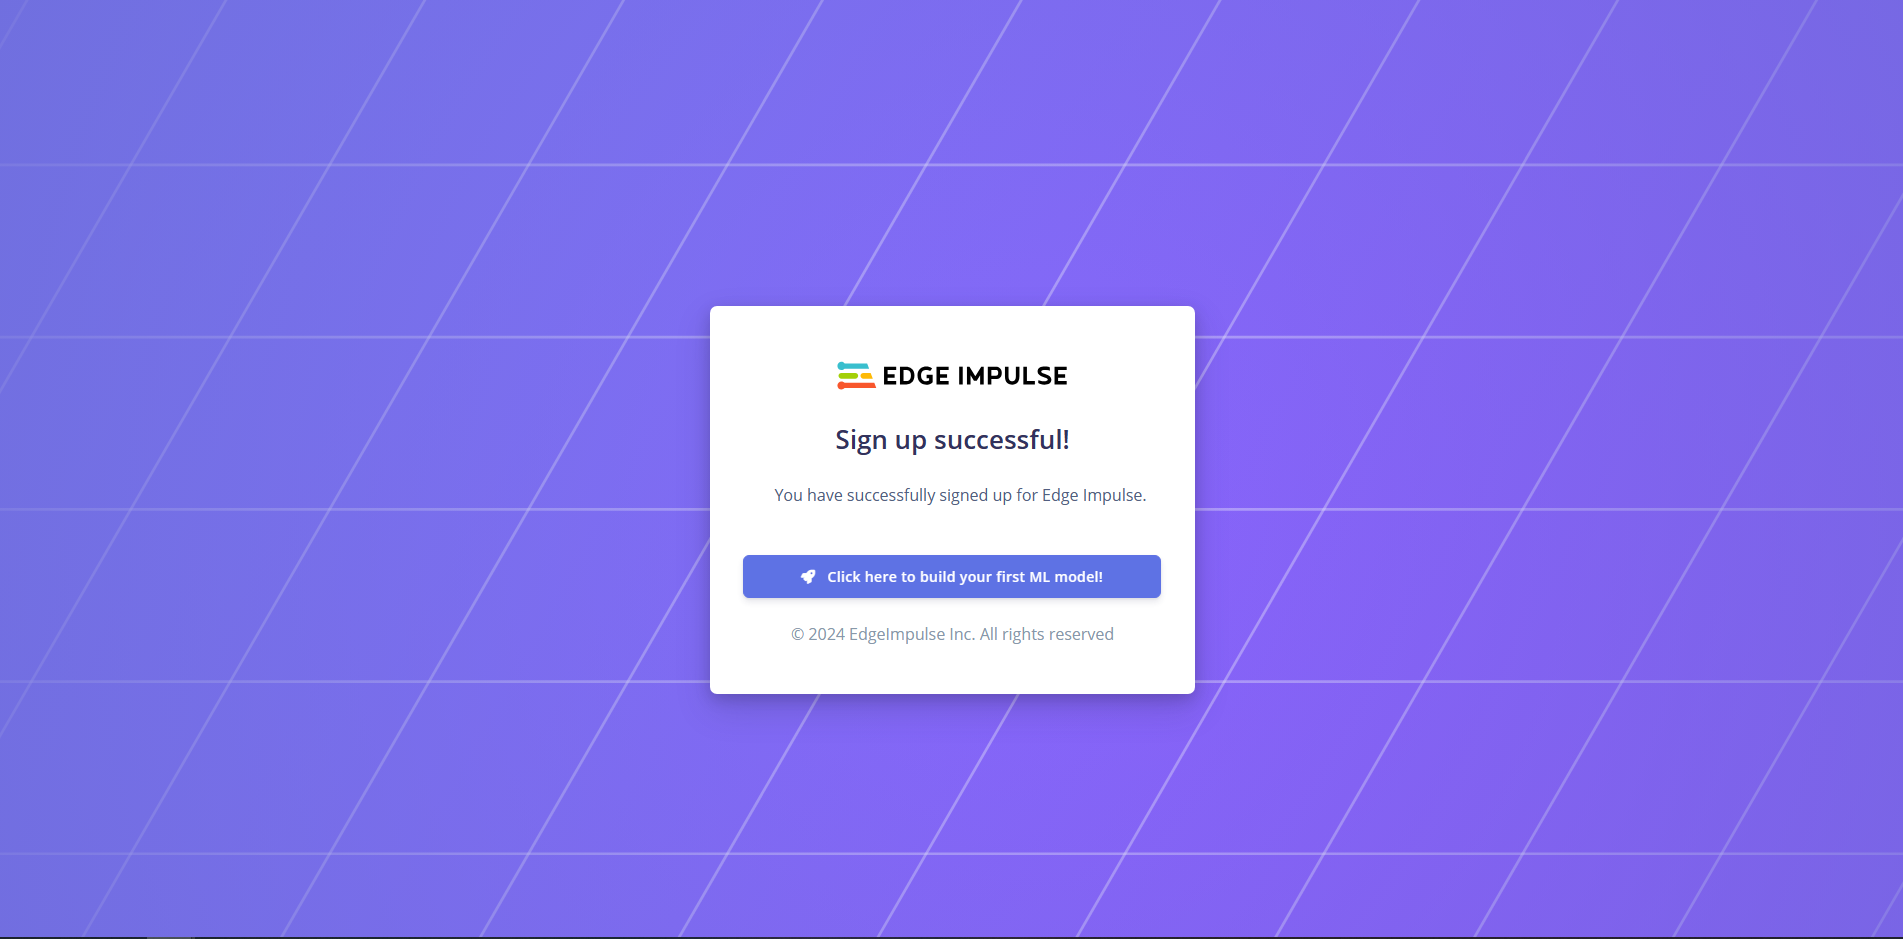 EDGE IMPULSE
Sign up successful!
You have successfully signed up for Edge Impulse.
Click here to build your first ML model!
© 2024 EdgeImpulse Inc. All rights reserved